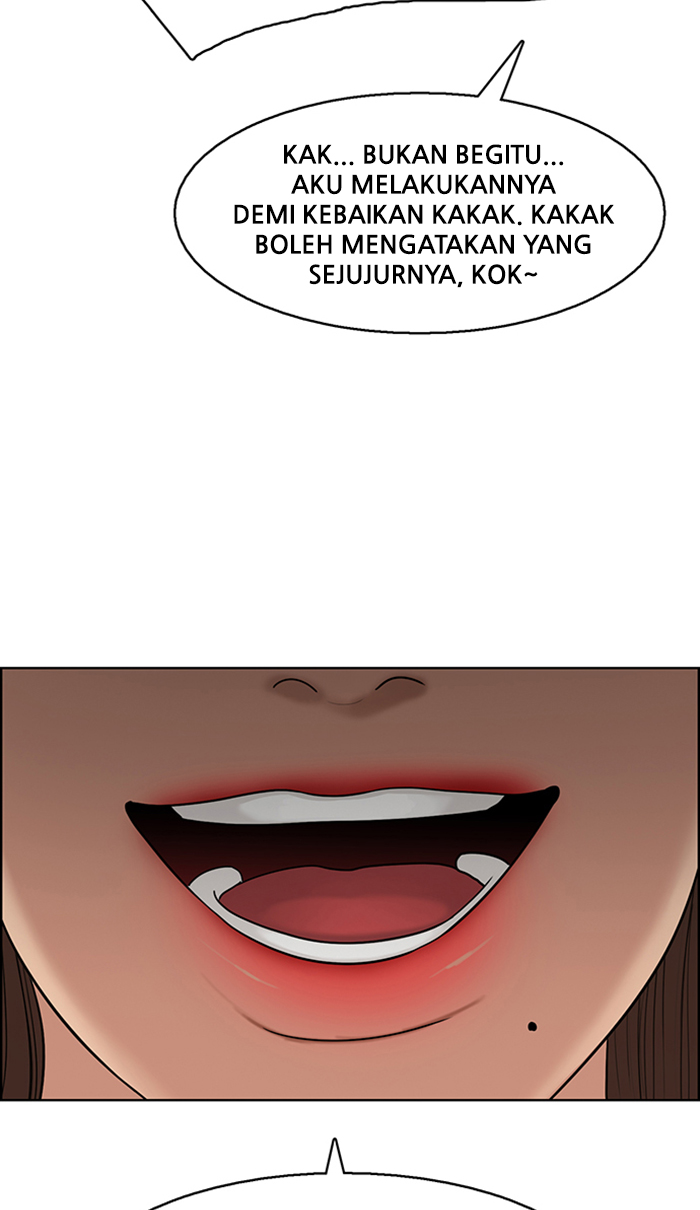 KAK... BUKAN BEGITU...
AKU MELAKUKANNYA
DEMI KEBAIKAN KAKAK. KAKAK
BOLEH MENGATAKAN YANG
SEJUJURNYA, KOK~